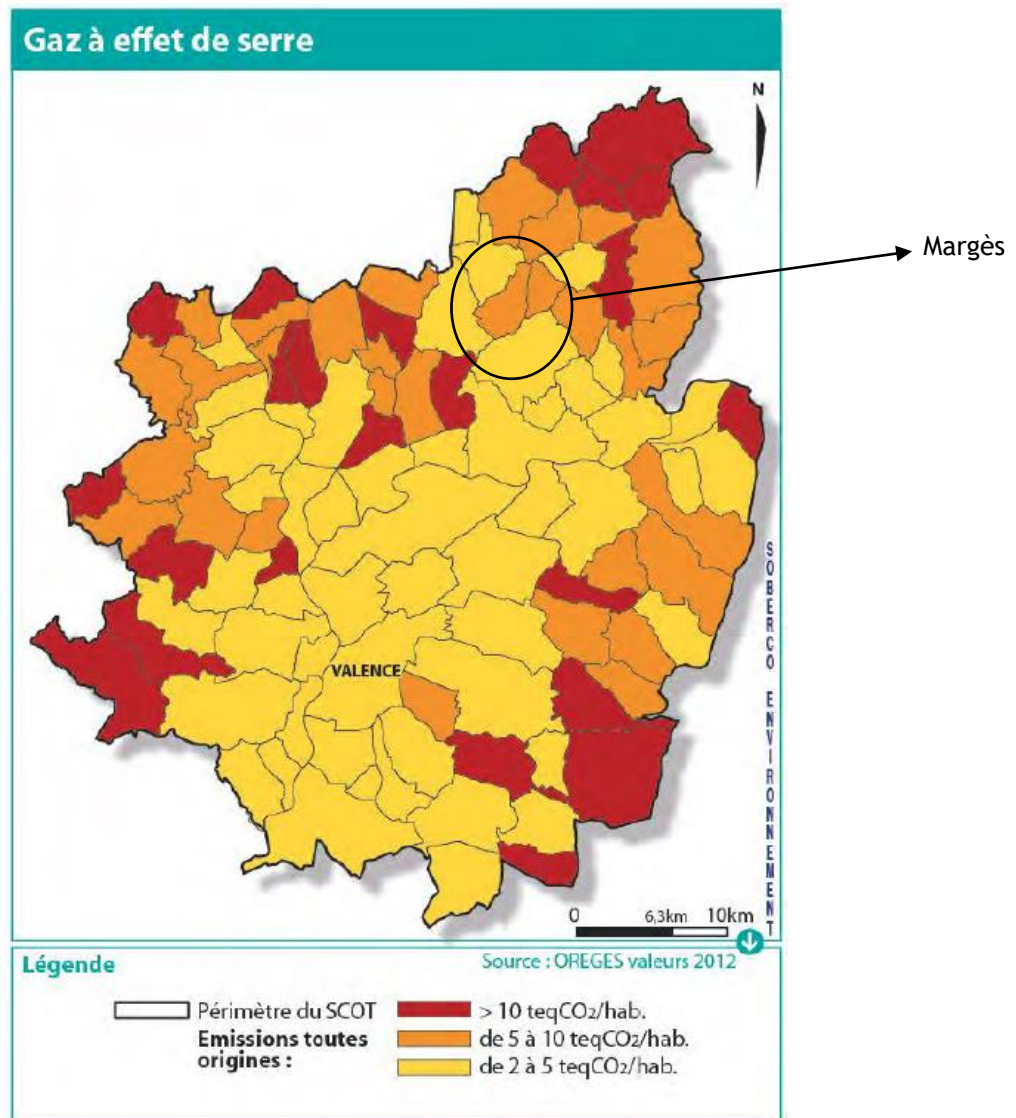 Gaz à effet de serre
N
Margès
VALENCE
SOBERCO ENVIRONNEMENT
0 6,3km 10km
Légende
Source : OREGES valeurs 2012
Périmètre du SCOT
Emissions toutes
origines :
> 10 teqCO2/hab.
de 5 à 10 teqCO2/hab.
de 2 à 5 teqCO2/hab.